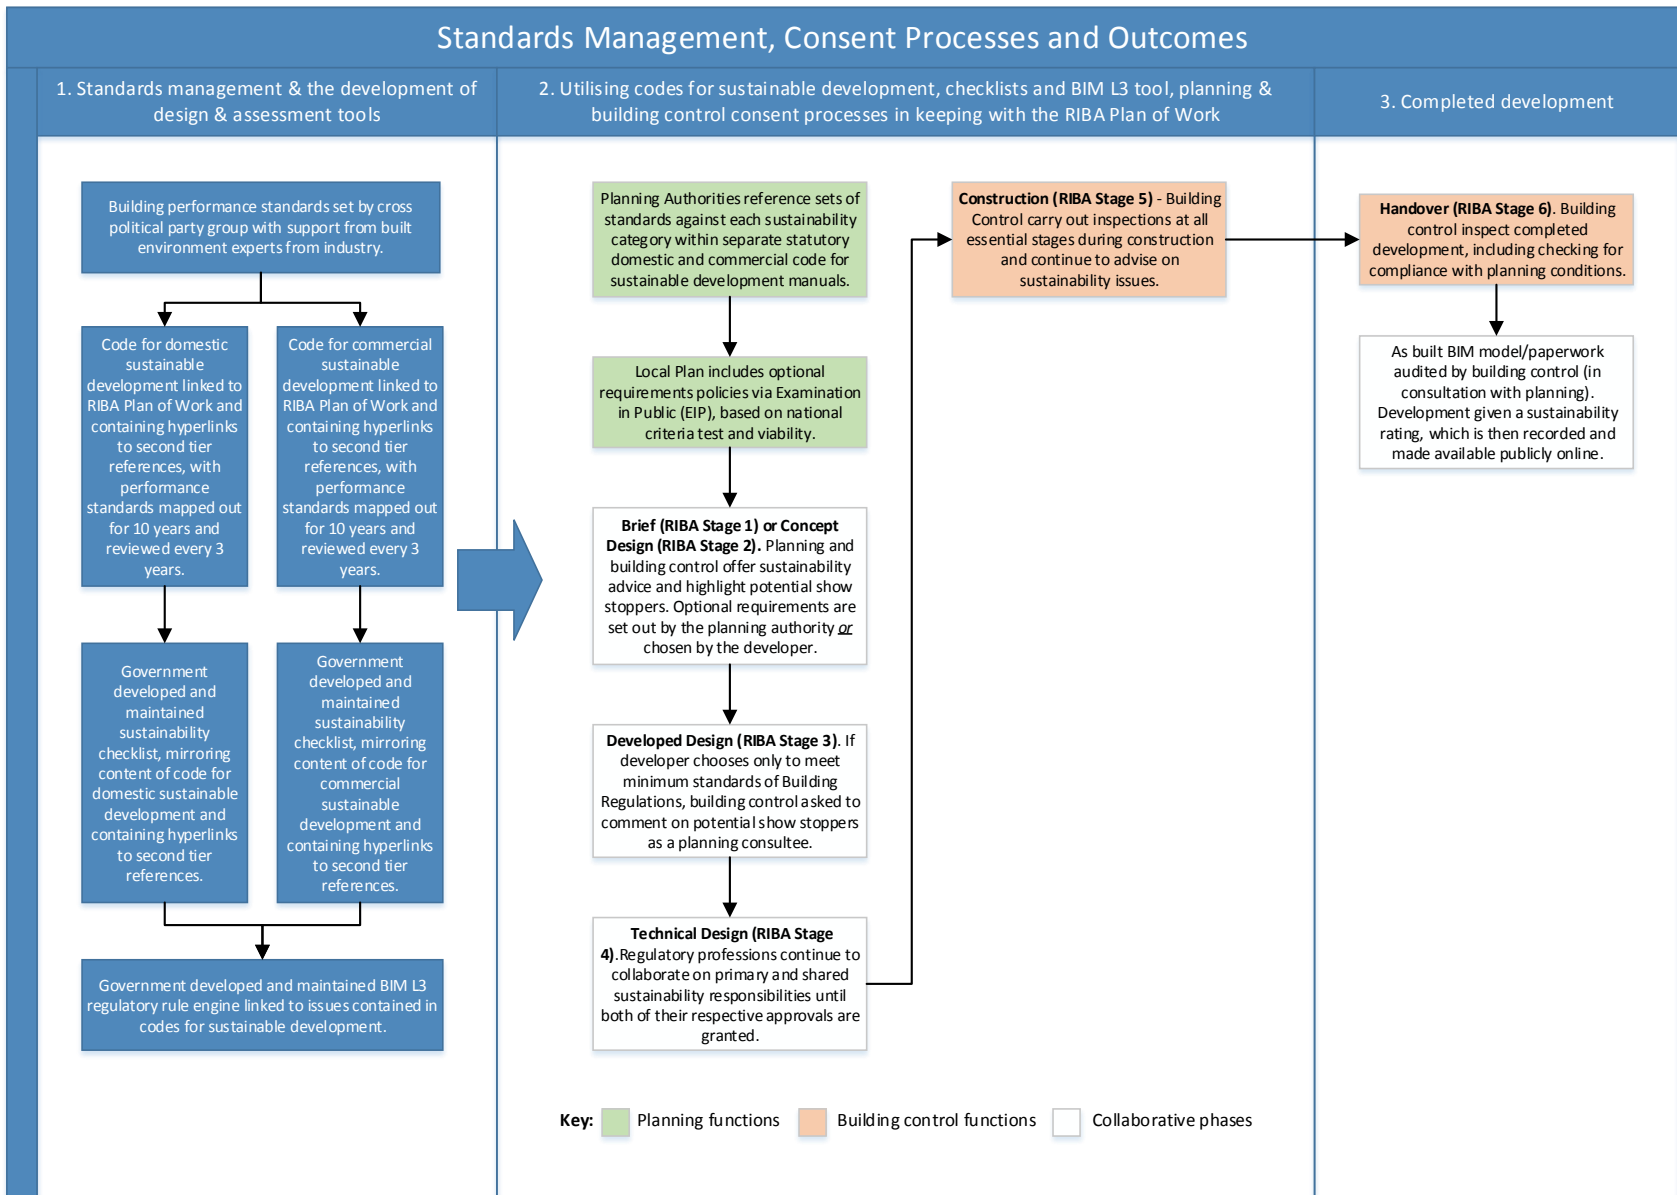 Standards Management, Consent Processes and Outcomes
1. Standards management & the development of
design & assessment tools
2. Utilising codes for sustainable development, checklists and BIM L3 tool, planning &
building control consent processes in keeping with the RIBA Plan of Work
3. Completed development
Building performance standards set by cross
political party group with support from built
environment experts from industry.
Code for domestic
sustainable
development linked to
RIBA Plan of Work and
containing hyperlinks
to second tier
references, with
performance
standards mapped out
for 10 years and
reviewed every 3
years.
Code for commercial
sustainable
development linked to
RIBA Plan of Work and
containing hyperlinks
to second tier
references, with
performance
standards mapped out
for 10 years and
reviewed every 3
years.
Government
developed and
maintained
sustainability
checklist, mirroring
content of code for
domestic sustainable
development and
containing hyperlinks
to second tier
references.
Government
developed and
maintained
sustainability
checklist, mirroring
content of code for
commercial
sustainable
development and
containing hyperlinks
to second tier
references.
Government developed and maintained BIM L3
regulatory rule engine linked to issues contained in
codes for sustainable development.
Planning Authorities reference sets of
standards against each sustainability
category within separate statutory
domestic and commercial code for
sustainable development manuals.
Local Plan includes optional
requirements policies via Examination
in Public (EIP), based on national
criteria test and viability.
Brief (RIBA Stage 1) or Concept
Design (RIBA Stage 2). Planning and
building control offer sustainability
advice and highlight potential show
stoppers. Optional requirements are
set out by the planning authority or
chosen by the developer.
Developed Design (RIBA Stage 3). If
developer chooses only to meet
minimum standards of Building
Regulations, building control asked to
comment on potential show stoppers
as a planning consultee.
Technical Design (RIBA Stage
4).Regulatory professions continue to
collaborate on primary and shared
sustainability responsibilities until
both of their respective approvals are
granted.
Construction (RIBA Stage 5) - Building
Control carry out inspections at all
essential stages during construction
and continue to advise on
sustainability issues.
Handover (RIBA Stage 6). Building
control inspect completed
development, including checking for
compliance with planning conditions.
As built BIM model/paperwork
audited by building control (in
consultation with planning).
Development given a sustainability
rating, which is then recorded and
made available publicly online.
Key: Planning functions Building control functions Collaborative phases